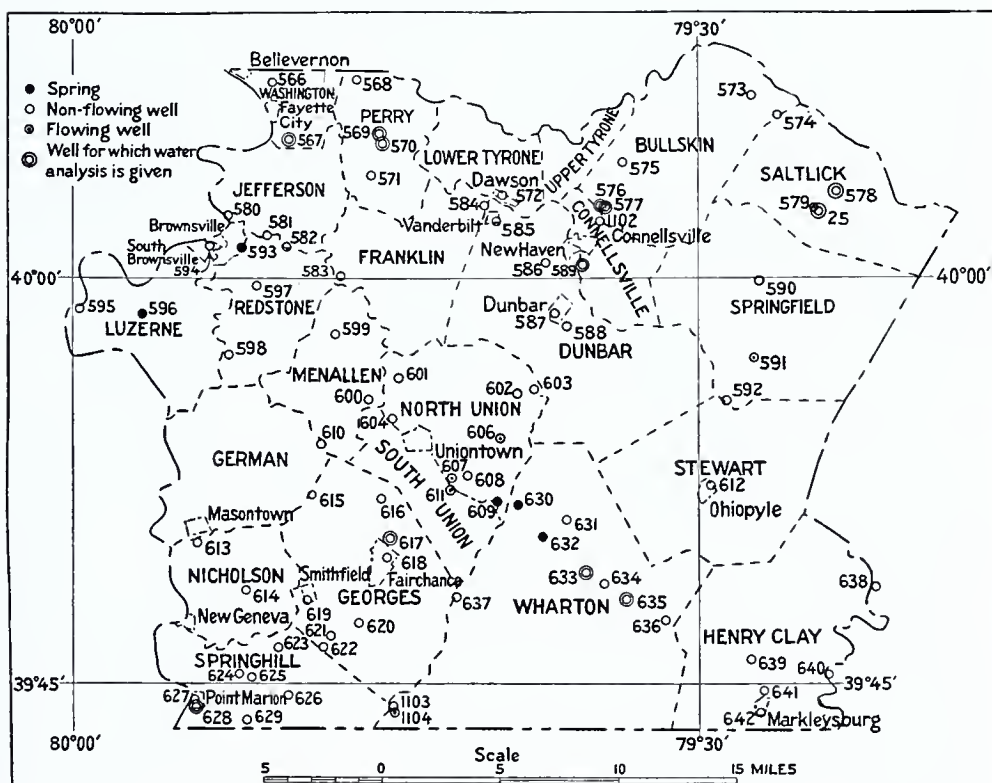 80°00′ 79°30′
Bellevernon
566 568
Spring
Non-flowing well
Flowing well
Well for which water
analysis is given
WASHINGTON
Fayette
City
567
569 PERRY
570
571
573
574
LOWER TYRONE
UPPER TYRONE
BULLSKIN
575
SALTLICK
578
579
25
Dawson 572
576
577
1102
584
Vanderbilt
585
CONNELLSVILLE
Connellsville
JEFFERSON
580
Brownsville
581
582
593
South
Brownsville
594
FRANKLIN
583
New Haven
586
589
40°00′ 40°00′
595
596
LUZERNE
597
REDSTONE
598
599
Dunbar
587
588
DUNBAR
590
SPRINGFIELD
591
592
MENALLEN
600
601
602
603
604
NORTH UNION
606
Uniontown
607
608
611
609
610
SOUTH UNION
GERMAN
615
616
STEWART
612
Ohiopyle
630
631
632
Masontown
613
617
618
Fairchance
NICHOLSON
614
Smithfield
619
GEORGES
637
633
634
635
636
WHARTON
638
New Geneva
620
621
622
623
HENRY CLAY
639
640
SPRINGHILL
624
625
39°45′ 39°45′
627
628
Point Marion
626
629
1103
1104
641
642
Markleysburg
80°00′ 79°30′
Scale
5 0 5 10 15 MILES